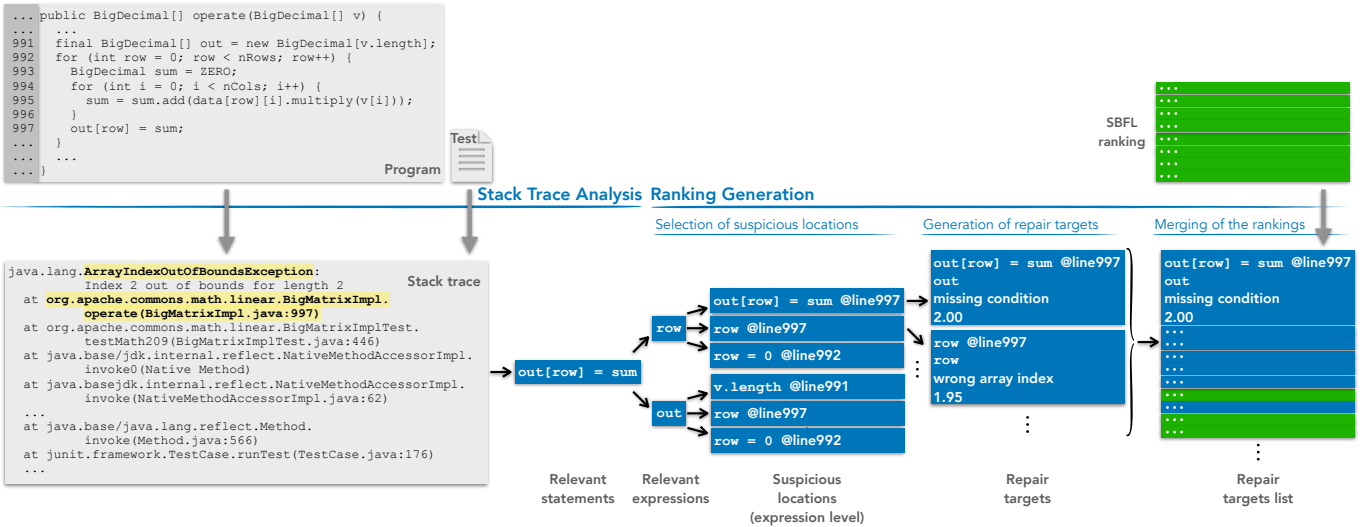 ... public BigDecimal[] operate(BigDecimal[] v) {
... ...
991 final BigDecimal[] out = new BigDecimal[v.length];
992 for (int row = 0; row < nRows; row++) {
993 BigDecimal sum = ZERO;
994 for (int i = 0; i < nCols; i++) {
995 sum = sum.add(data[row][i].multiply(v[i]));
996 }
997 out[row] = sum;
... }
... ...
... }
Program
Test
SBFL
ranking
...
...
...
...
...
...
...
...
Stack Trace Analysis
Ranking Generation
Selection of suspicious locations
Generation of repair targets
Merging of the rankings
java.lang.ArrayIndexOutOfBoundsException:
Index 2 out of bounds for length 2
at org.apache.commons.math.linear.BigMatrixImpl.
operate(BigMatrixImpl.java:997)
at org.apache.commons.math.linear.BigMatrixImplTest.
testMath209(BigMatrixImplTest.java:446)
at java.base/jdk.internal.reflect.NativeMethodAccessorImpl.
invoke0(Native Method)
at java.basejdk.internal.reflect.NativeMethodAccessorImpl.
invoke(NativeMethodAccessorImpl.java:62)
...
at java.base/java.lang.reflect.Method.
invoke(Method.java:566)
at junit.framework.TestCase.runTest(TestCase.java:176)
...
Stack trace
out[row] = sum
row
out
out[row] = sum @line997
row @line997
row = 0 @line992
v.length @line991
row @line997
row = 0 @line992
out[row] = sum @line997
out
missing condition
2.00
row @line997
row
wrong array index
1.95
out[row] = sum @line997
out
missing condition
2.00
...
...
...
...
...
...
...
...
...
Relevant
statements
Relevant
expressions
Suspicious
locations
(expression level)
Repair
targets
Repair
targets list